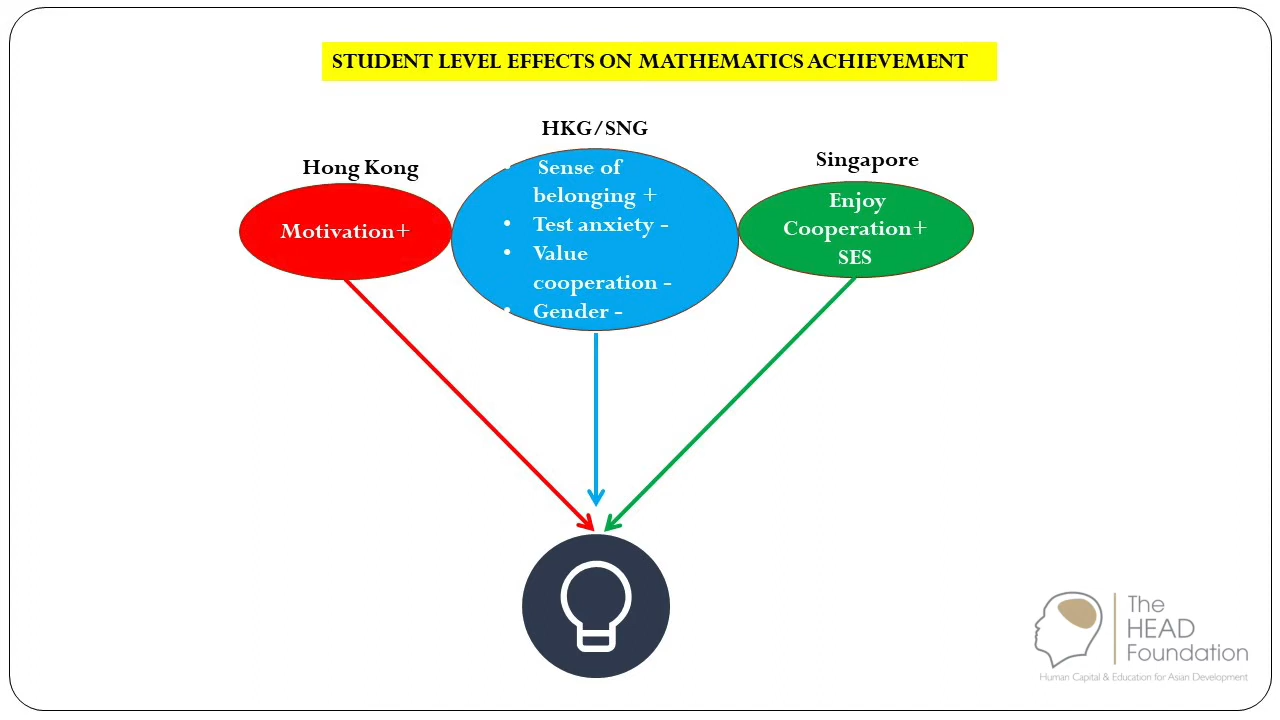 STUDENT LEVEL EFFECTS ON MATHEMATICS ACHIEVEMENT
HKG/SNG
Hong Kong
Singapore
Motivation+
• Sense of
belonging +
• Test anxiety -
• Value
cooperation -
• Gender -
Enjoy
Cooperation+
SES
The
HEAD
Foundation
Human Capital & Education for Asian Development